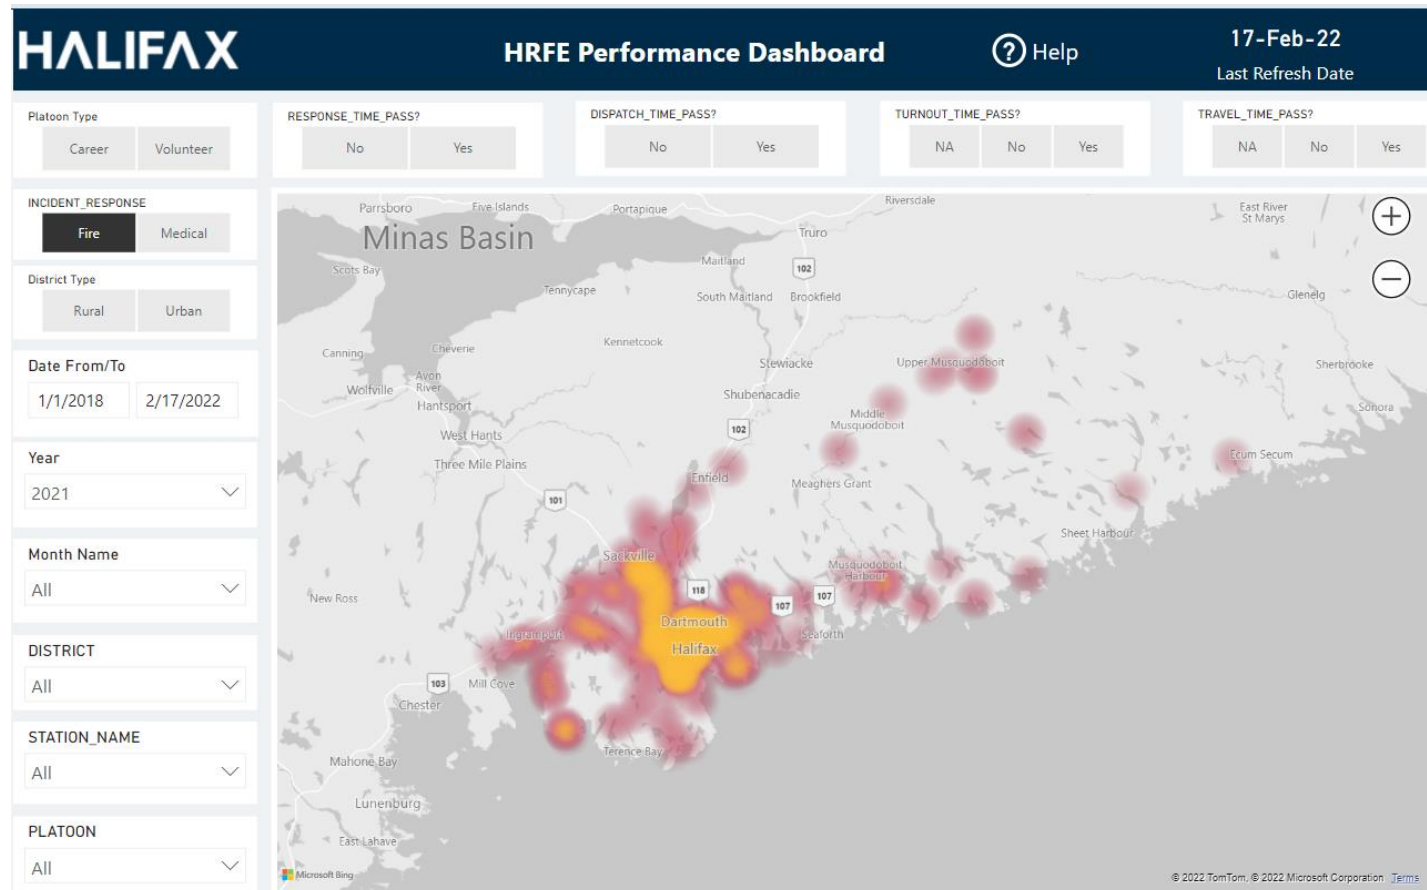 HALIFAX
HRFE Performance Dashboard
Help
17-Feb-22
Last Refresh Date
Platoon Type
Career Volunteer
RESPONSE_TIME_PASS?
No Yes
DISPATCH_TIME_PASS?
No Yes
TURNOUT_TIME_PASS?
NA No Yes
TRAVEL_TIME_PASS?
NA No Yes
INCIDENT_RESPONSE
Fire Medical
District Type
Rural Urban
Date From/To
1/1/2018 2/17/2022
Year
2021
Month Name
All
DISTRICT
All
STATION_NAME
All
PLATOON
All
Parrsboro
Five Islands
Portapique
Riversdale
East River
St Marys
Minas Basin
Truro
Scots Bay
Maitland
102
Tennycape
South Maitland
Brookfield
Glenelg
Canning
Cheverie
Kennetcook
Stewiacke
Upper Musquodoboit
Sherbrooke
Avon
River
Wolfville
Hantsport
Shubenacadie
Middle
Musquodoboit
Sonora
West Hants
102
Three Mile Plains
Enfield
Meaghers Grant
Ecum Secum
101
Sheet Harbour
Sackville
Musquodoboit
Harbour
New Ross
118
107
107
Dartmouth
Ingramport
Seaforth
Halifax
103
Mill Cove
Chester
Terence Bay
Mahone Bay
Lunenburg
East Lahave
Microsoft Bing
© 2022 TomTom, © 2022 Microsoft Corporation Terms